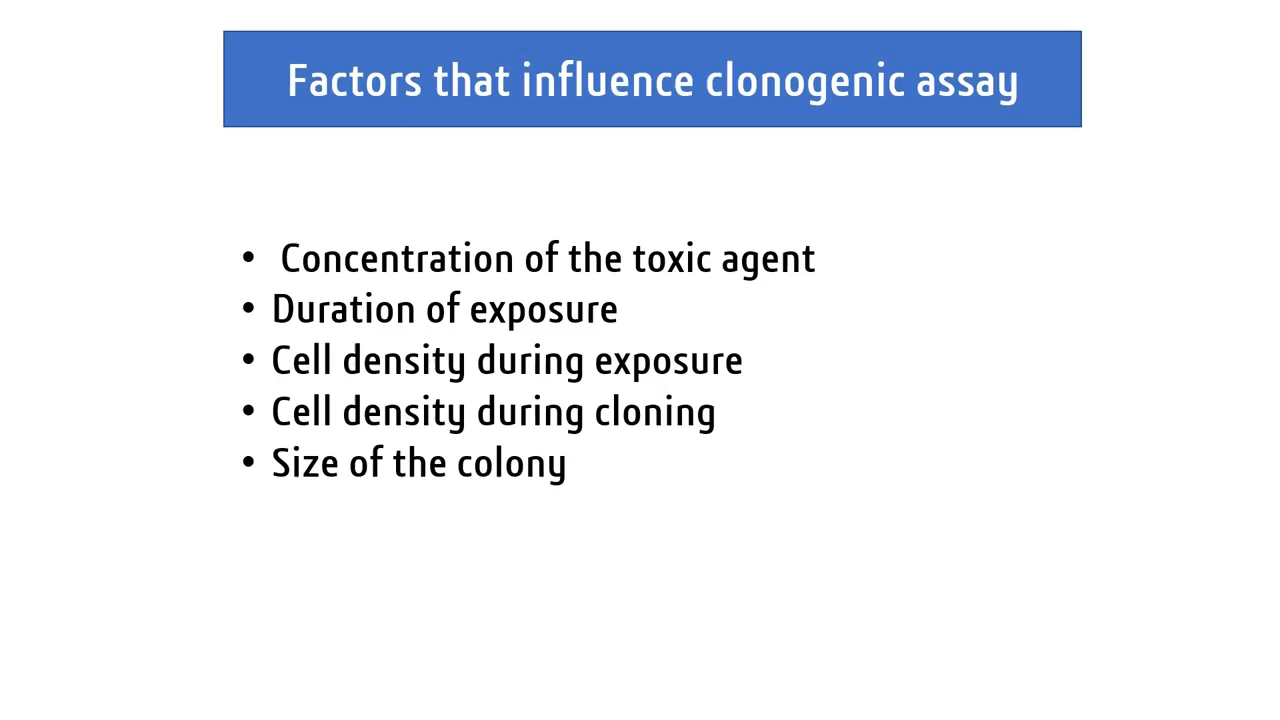 Factors that influence clonogenic assay
• Concentration of the toxic agent
• Duration of exposure
• Cell density during exposure
• Cell density during cloning
• Size of the colony